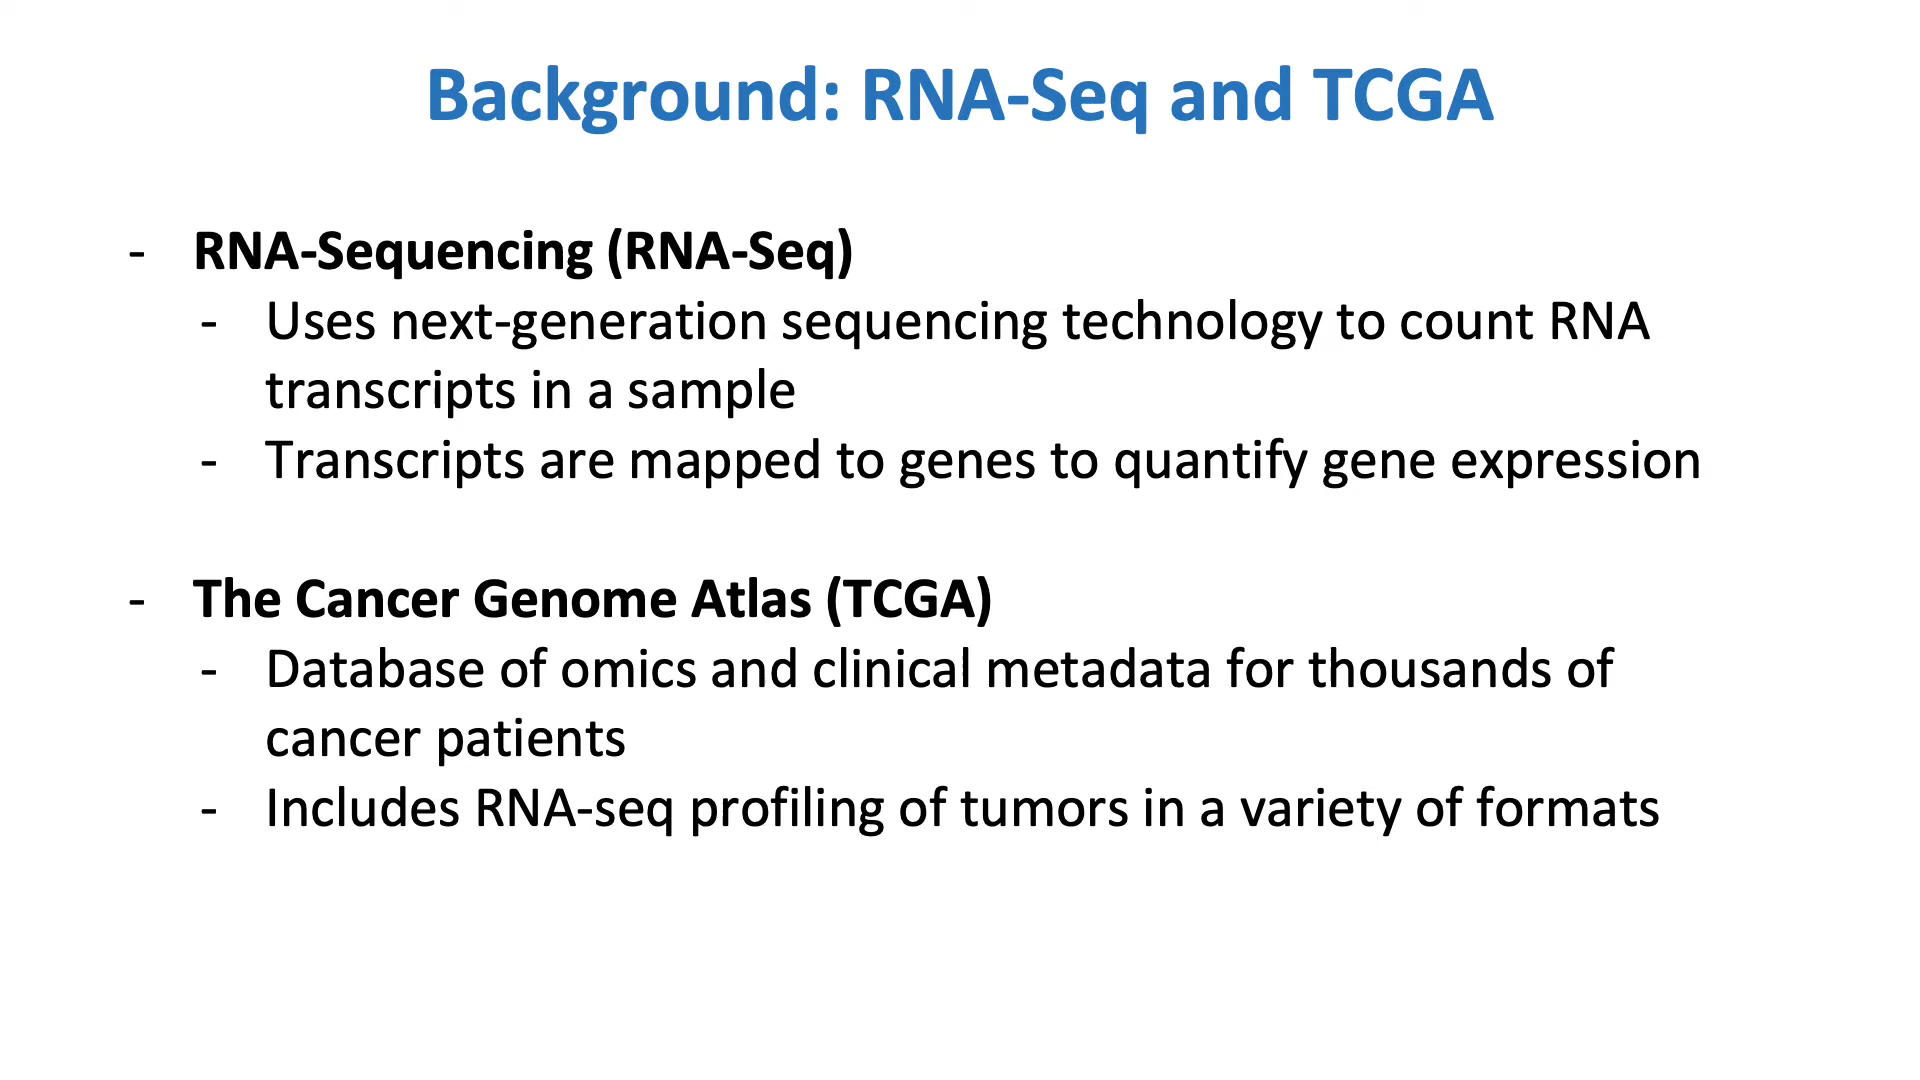 Background: RNA-Seq and TCGA
- RNA-Sequencing (RNA-Seq)
- Uses next-generation sequencing technology to count RNA
transcripts in a sample
- Transcripts are mapped to genes to quantify gene expression
- The Cancer Genome Atlas (TCGA)
- Database of omics and clinical metadata for thousands of
cancer patients
- Includes RNA-seq profiling of tumors in a variety of formats